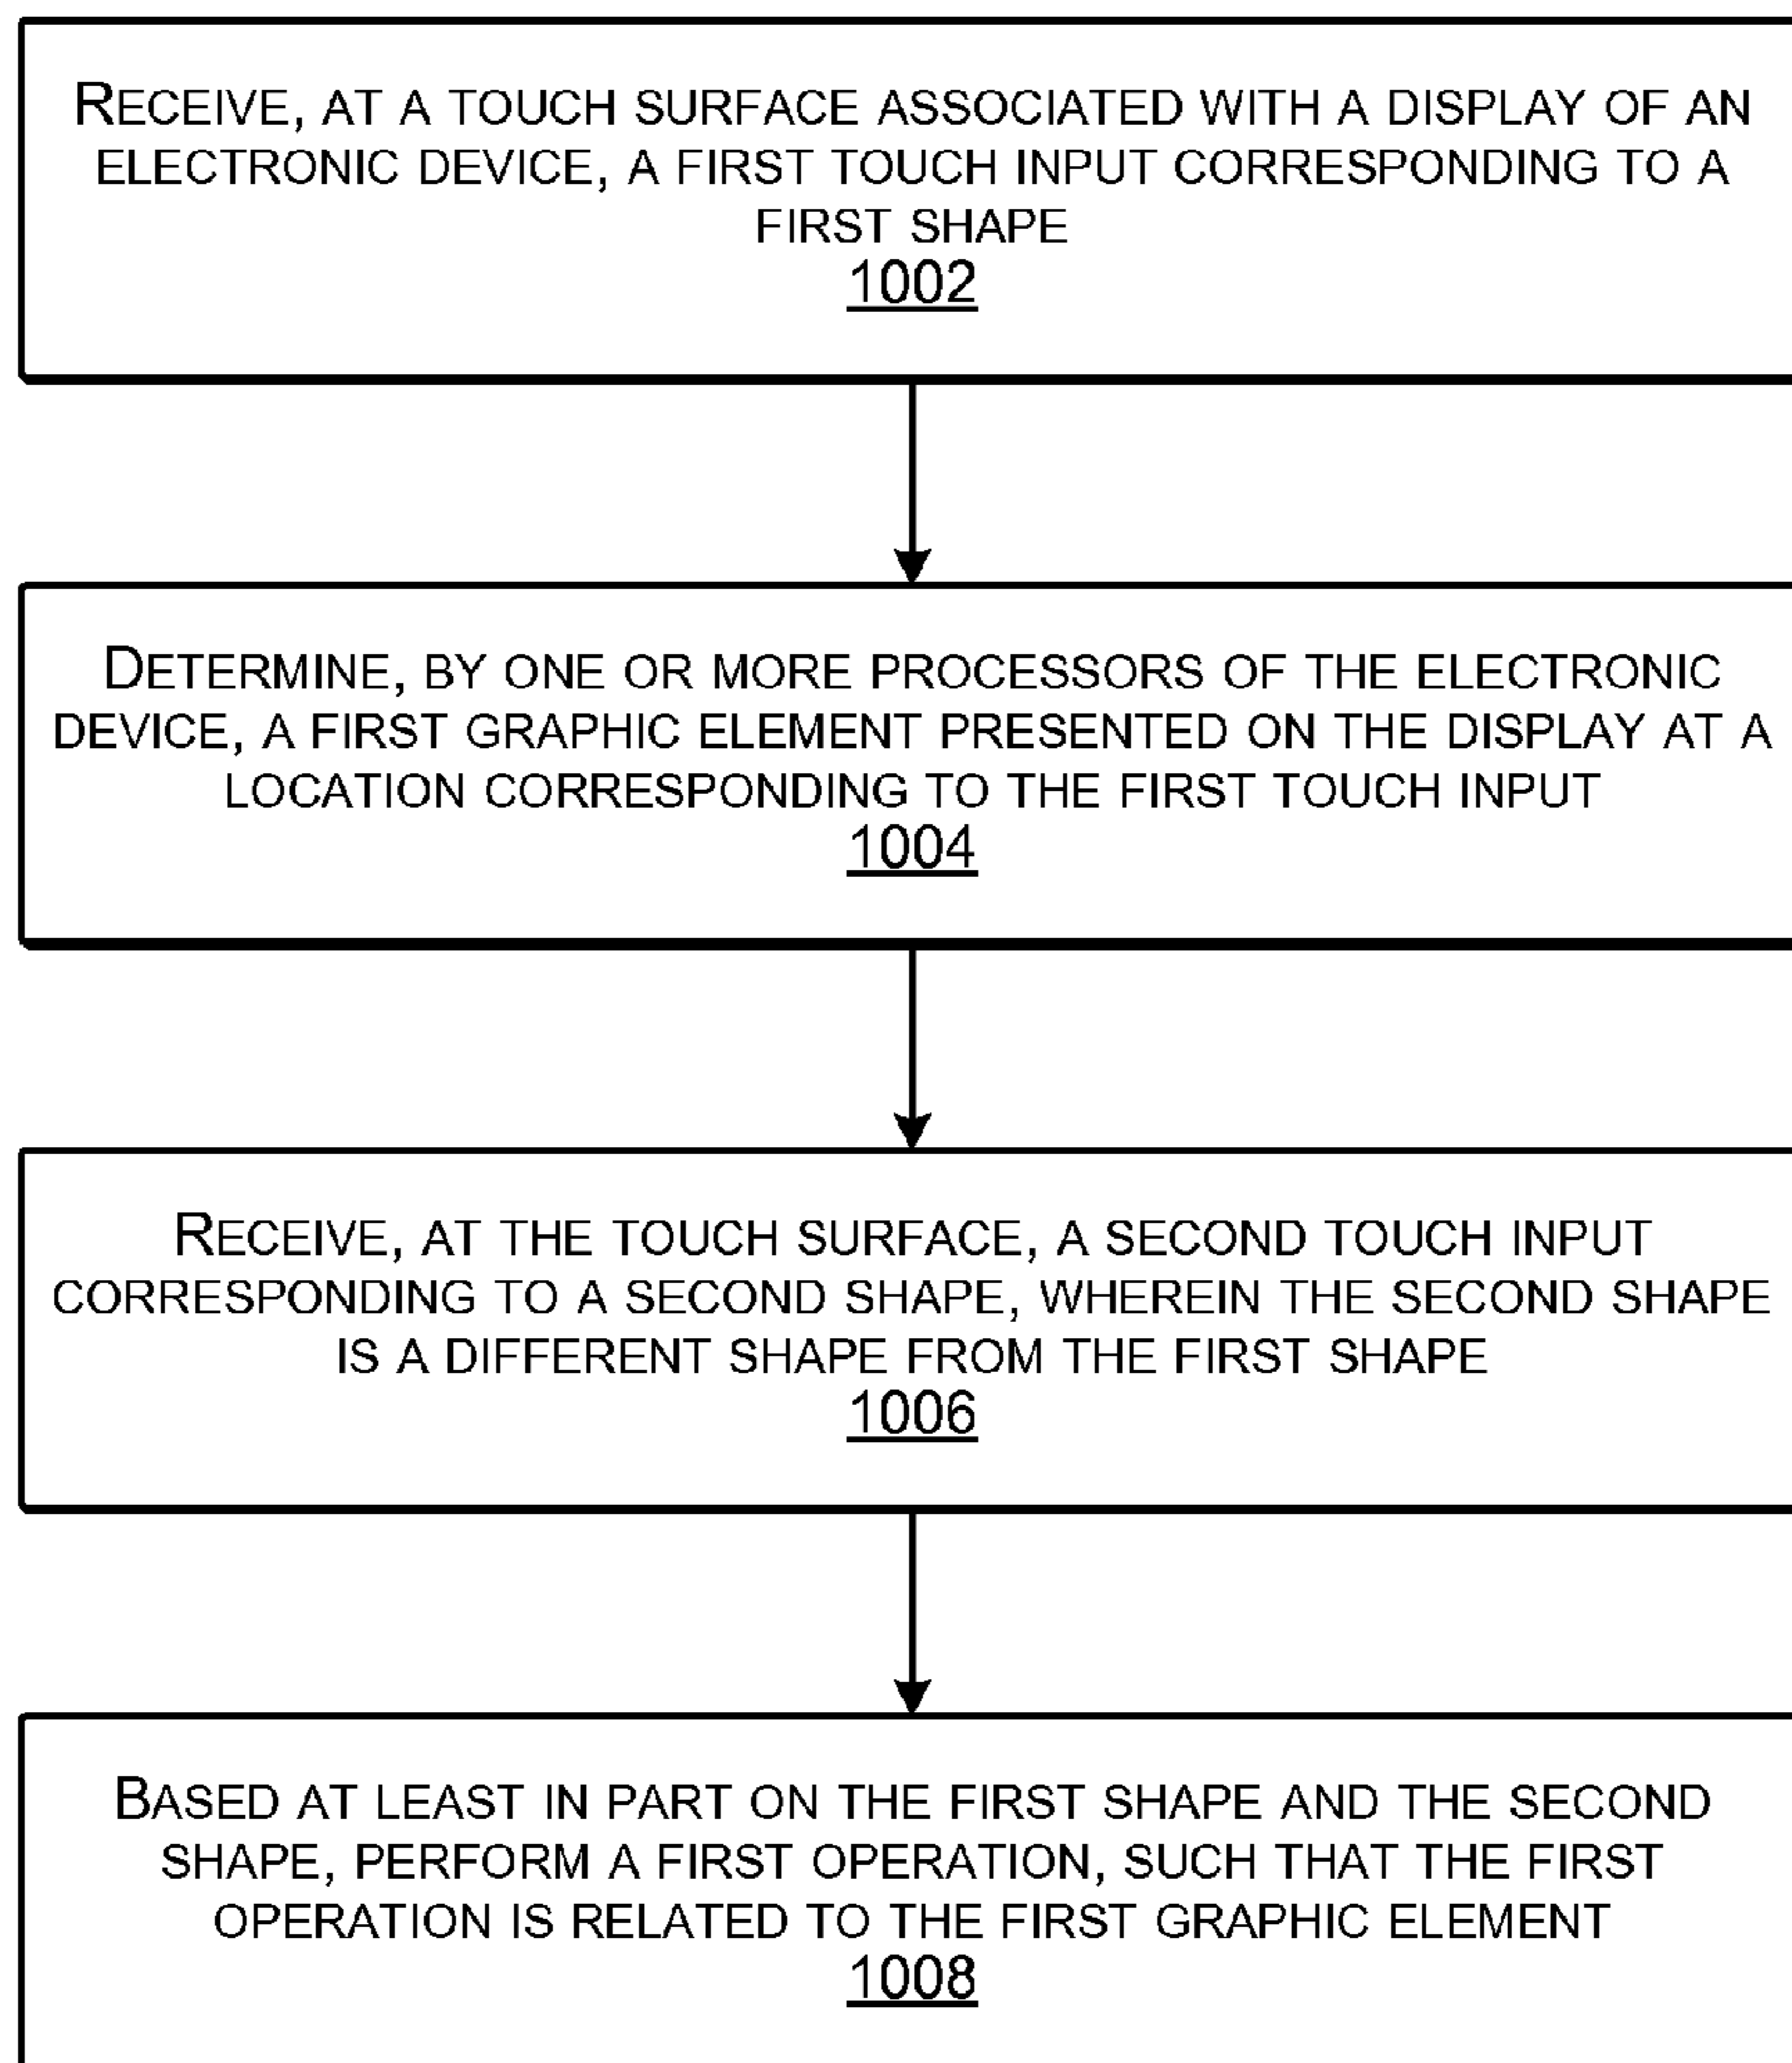 RECEIVE, AT A TOUCH SURFACE ASSOCIATED WITH A DISPLAY OF AN
ELECTRONIC DEVICE, A FIRST TOUCH INPUT CORRESPONDING TO A
FIRST SHAPE
1002
DETERMINE, BY ONE OR MORE PROCESSORS OF THE ELECTRONIC
DEVICE, A FIRST GRAPHIC ELEMENT PRESENTED ON THE DISPLAY AT A
LOCATION CORRESPONDING TO THE FIRST TOUCH INPUT
1004
RECEIVE, AT THE TOUCH SURFACE, A SECOND TOUCH INPUT
CORRESPONDING TO A SECOND SHAPE, WHEREIN THE SECOND SHAPE
IS A DIFFERENT SHAPE FROM THE FIRST SHAPE
1006
BASED AT LEAST IN PART ON THE FIRST SHAPE AND THE SECOND
SHAPE, PERFORM A FIRST OPERATION, SUCH THAT THE FIRST
OPERATION IS RELATED TO THE FIRST GRAPHIC ELEMENT
1008